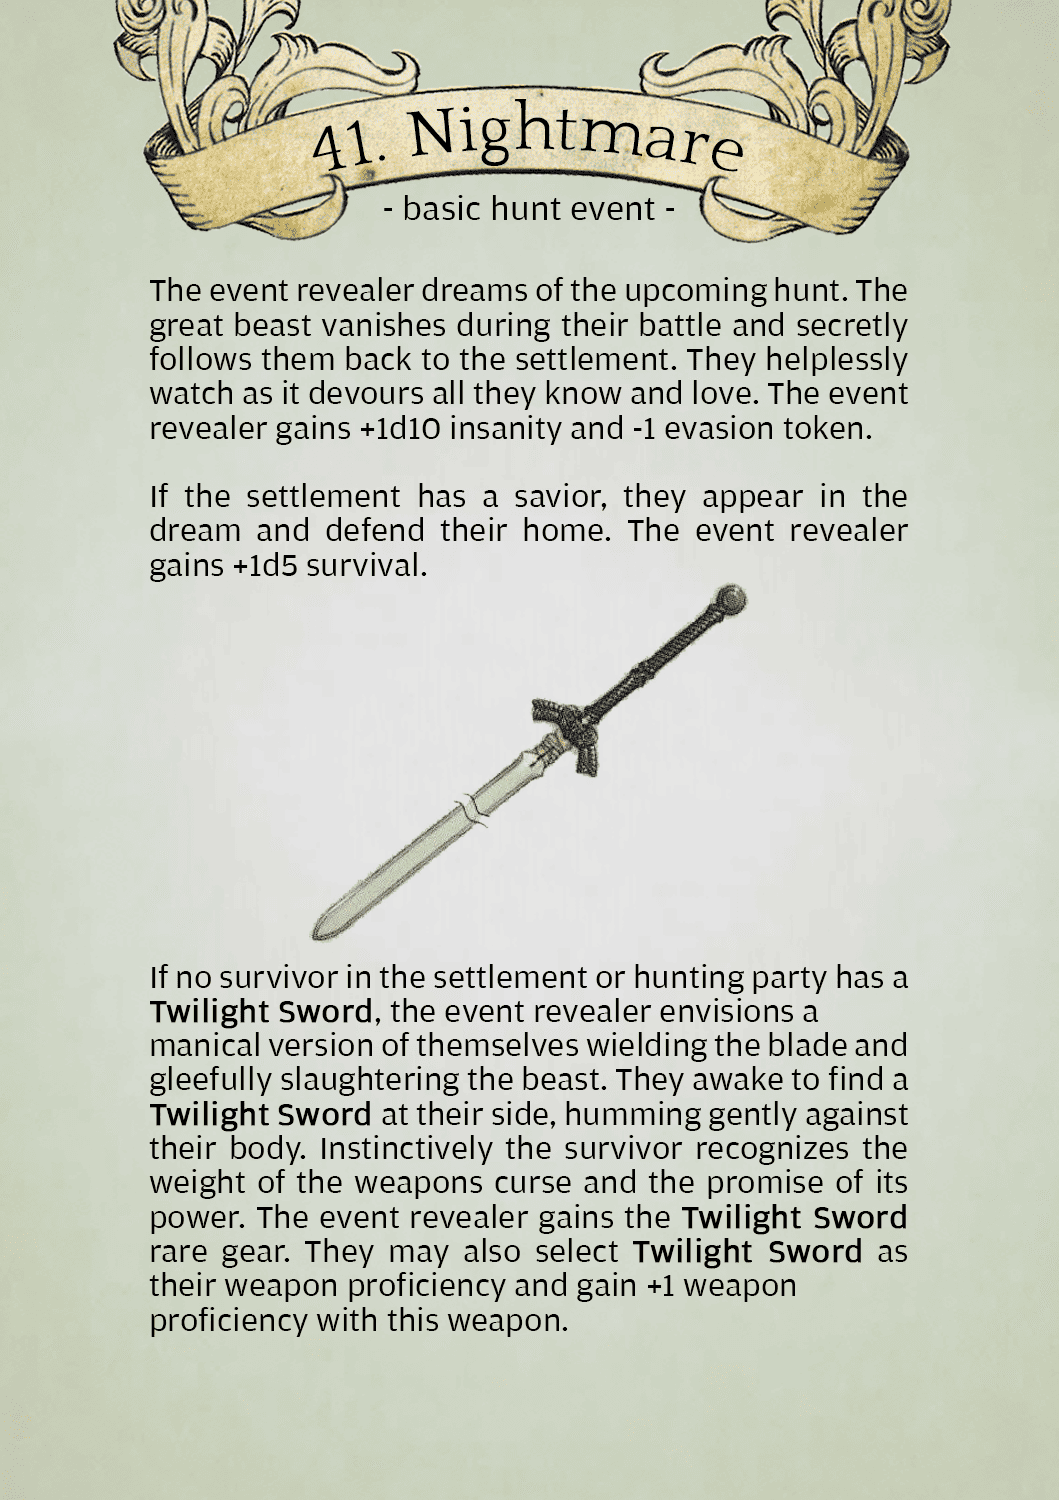 41. Nightmare
- basic hunt event -
The event revealer dreams of the upcoming hunt. The
great beast vanishes during their battle and secretly
follows them back to the settlement. They helplessly
watch as it devours all they know and love. The event
revealer gains +1d10 insanity and -1 evasion token.
If the settlement has a savior, they appear in the
dream and defend their home. The event revealer
gains +1d5 survival.
If no survivor in the settlement or hunting party has a
Twilight Sword, the event revealer envisions a
manical version of themselves wielding the blade and
gleefully slaughtering the beast. They awake to find a
Twilight Sword at their side, humming gently against
their body. Instinctively the survivor recognizes the
weight of the weapons curse and the promise of its
power. The event revealer gains the Twilight Sword
rare gear. They may also select Twilight Sword as
their weapon proficiency and gain +1 weapon
proficiency with this weapon.